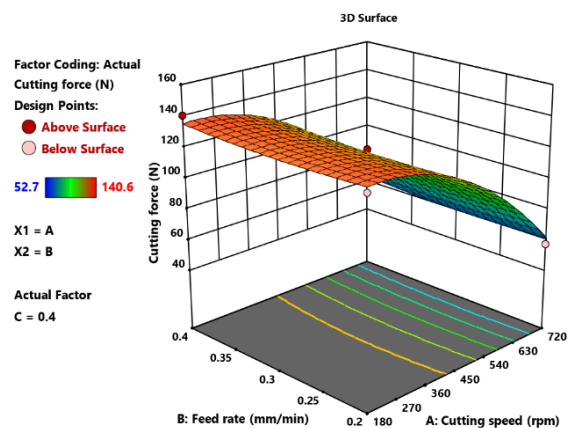 3D Surface
Factor Coding: Actual
Cutting force (N)
Design Points:
Above Surface
Below Surface
52.7 140.6
X1 = A
X2 = B
Actual Factor
C = 0.4
Cutting force (N)
160
140
120
100
80
60
40
0.4
0.35
0.3
0.25
0.2
B: Feed rate (mm/min)
180
270
360
450
540
630
720
A: Cutting speed (rpm)